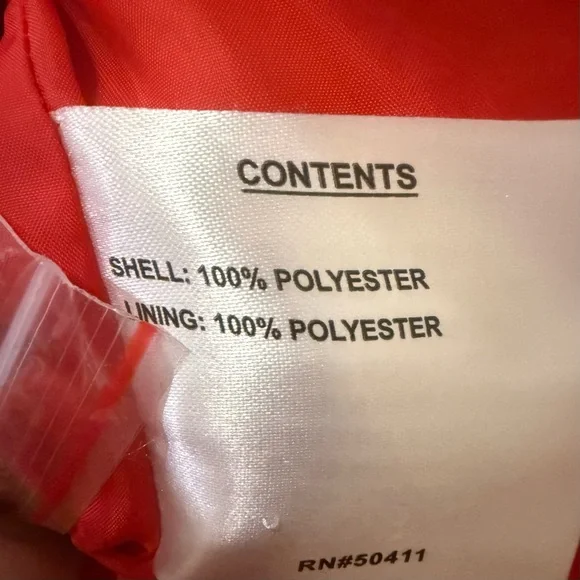 CONTENTS
SHELL: 100% POLYESTER
LINING: 100% POLYESTER
RN#50411